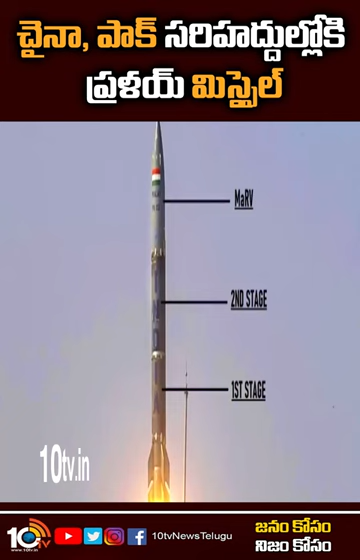 చైనా, పాక్ సరిహద్దుల్లోకి
ప్రళయ్ మిస్సైల్
MaRV
2ND STAGE
1ST STAGE
10tv.in
10tv
10tvNewsTelugu
జనం కోసం
నిజం కోసం